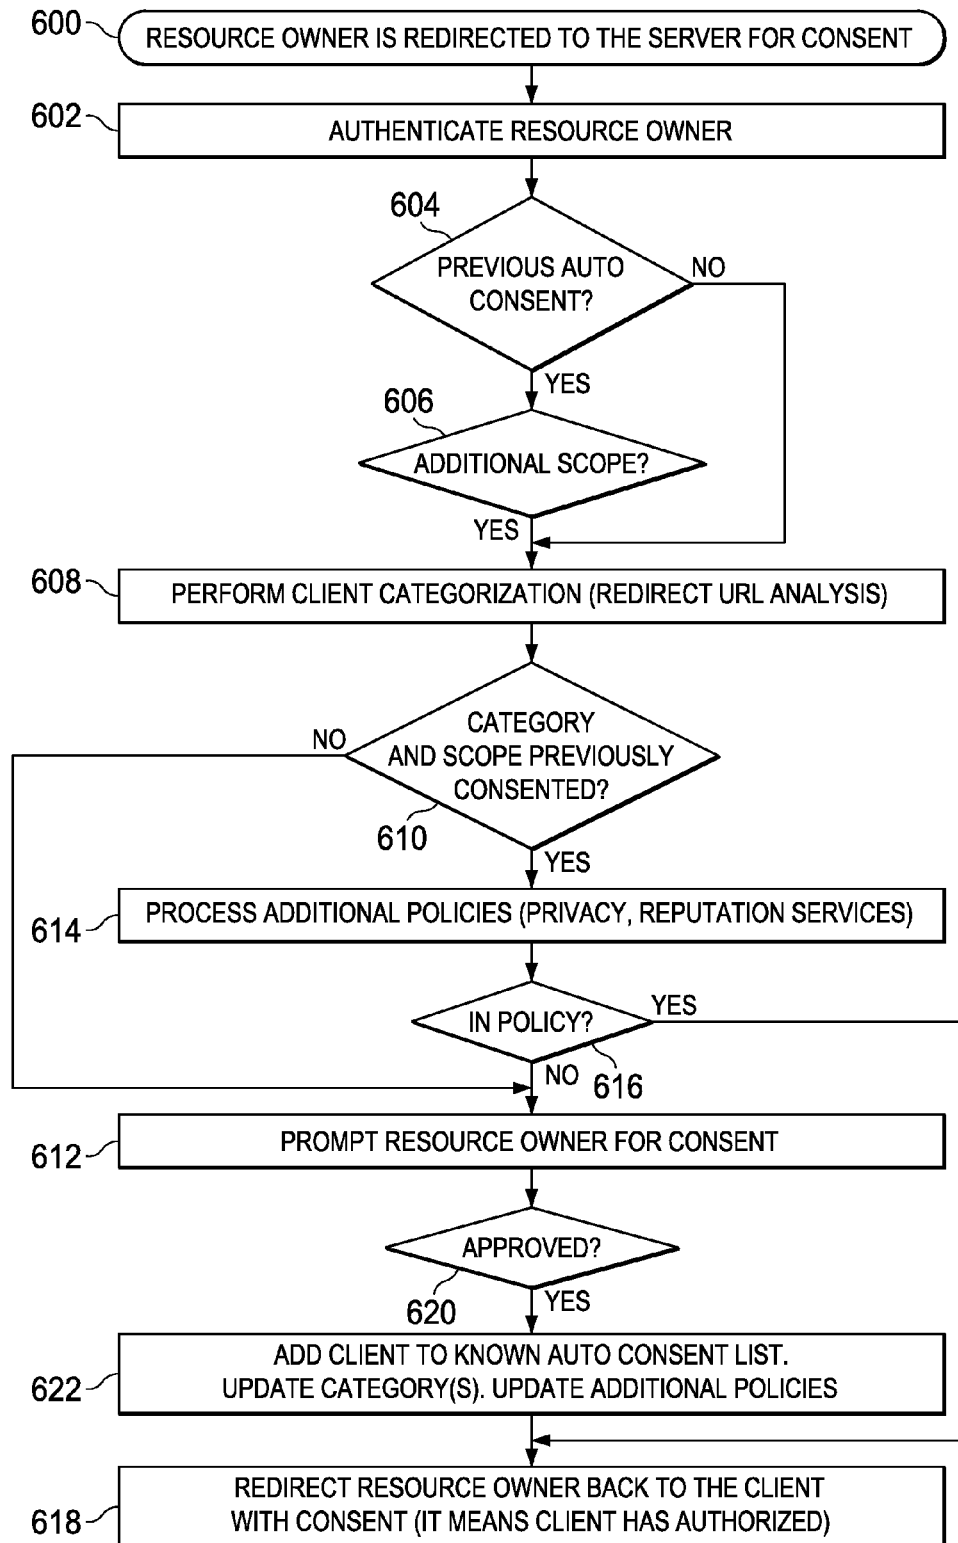 600
RESOURCE OWNER IS REDIRECTED TO THE SERVER FOR CONSENT
602
AUTHENTICATE RESOURCE OWNER
604
PREVIOUS AUTO
CONSENT?
NO
YES
606
ADDITIONAL SCOPE?
YES
608
PERFORM CLIENT CATEGORIZATION (REDIRECT URL ANALYSIS)
CATEGORY
AND SCOPE PREVIOUSLY
CONSENTED?
NO
610
YES
614
PROCESS ADDITIONAL POLICIES (PRIVACY, REPUTATION SERVICES)
IN POLICY?
YES
616
NO
612
PROMPT RESOURCE OWNER FOR CONSENT
APPROVED?
620
YES
622
ADD CLIENT TO KNOWN AUTO CONSENT LIST.
UPDATE CATEGORY(S). UPDATE ADDITIONAL POLICIES
618
REDIRECT RESOURCE OWNER BACK TO THE CLIENT
WITH CONSENT (IT MEANS CLIENT HAS AUTHORIZED)